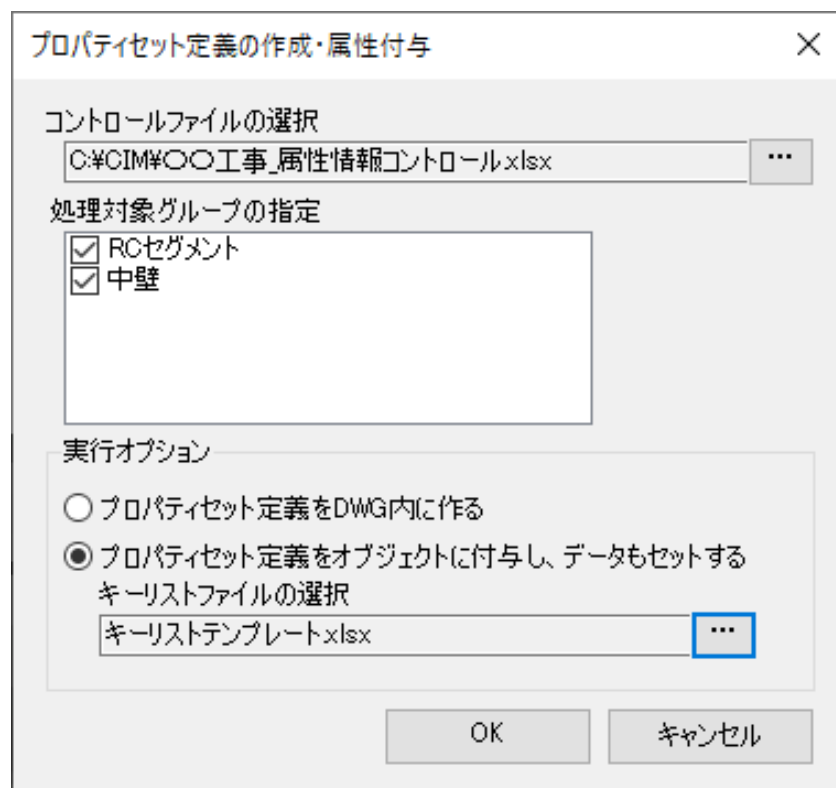 プロパティセット定義の作成・属性付与
コントロールファイルの選択
C:¥CIM¥〇〇工事_属性情報コントロール.xlsx
...
処理対象グループの指定
RCセグメント
中壁
実行オプション
プロパティセット定義をDWG内に作る
プロパティセット定義をオブジェクトに付与し、データもセットする
キーリストファイルの選択
キーリストテンプレート.xlsx
...
OK
キャンセル